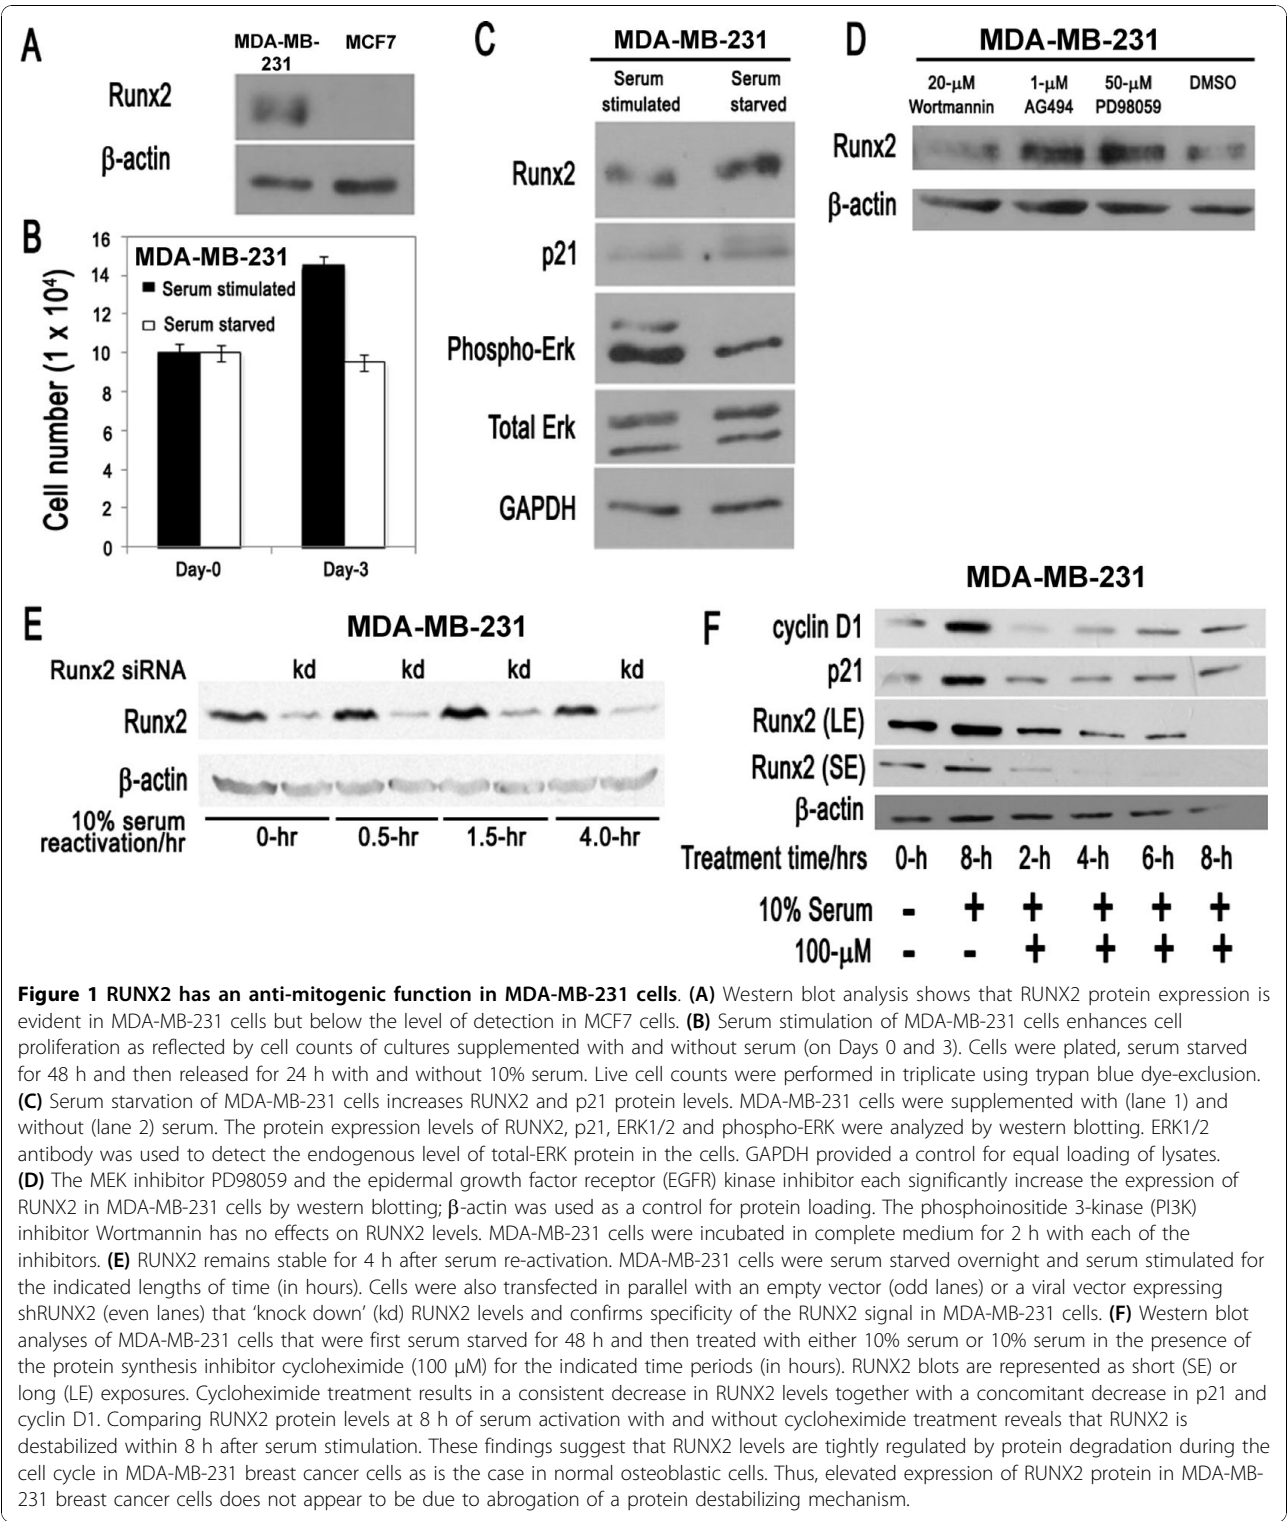 A
MDA-MB-
231
MCF7
Runx2
β-actin
B
16
14
12
10
8
6
4
2
0
Cell number (1 x 10⁴)
MDA-MB-231
Serum stimulated
Serum starved
Day-0
Day-3
C
MDA-MB-231
Serum
stimulated
Serum
starved
Runx2
p21
Phospho-Erk
Total Erk
GAPDH
D
MDA-MB-231
20-µM
Wortmannin
1-µM
AG494
50-µM
PD98059
DMSO
Runx2
β-actin
E
MDA-MB-231
Runx2 siRNA kd kd kd kd
Runx2
β-actin
10% serum
reactivation/hr
0-hr 0.5-hr 1.5-hr 4.0-hr
F
MDA-MB-231
cyclin D1
p21
Runx2 (LE)
Runx2 (SE)
β-actin
Treatment time/hrs 0-h 8-h 2-h 4-h 6-h 8-h
10% Serum - + + + + +
100-µM - - + + + +
Figure 1 RUNX2 has an anti-mitogenic function in MDA-MB-231 cells. (A) Western blot analysis shows that RUNX2 protein expression is
evident in MDA-MB-231 cells but below the level of detection in MCF7 cells. (B) Serum stimulation of MDA-MB-231 cells enhances cell
proliferation as reflected by cell counts of cultures supplemented with and without serum (on Days 0 and 3). Cells were plated, serum starved
for 48 h and then released for 24 h with and without 10% serum. Live cell counts were performed in triplicate using trypan blue dye-exclusion.
(C) Serum starvation of MDA-MB-231 cells increases RUNX2 and p21 protein levels. MDA-MB-231 cells were supplemented with (lane 1) and
without (lane 2) serum. The protein expression levels of RUNX2, p21, ERK1/2 and phospho-ERK were analyzed by western blotting. ERK1/2
antibody was used to detect the endogenous level of total-ERK protein in the cells. GAPDH provided a control for equal loading of lysates.
(D) The MEK inhibitor PD98059 and the epidermal growth factor receptor (EGFR) kinase inhibitor each significantly increase the expression of
RUNX2 in MDA-MB-231 cells by western blotting; β-actin was used as a control for protein loading. The phosphoinositide 3-kinase (PI3K)
inhibitor Wortmannin has no effects on RUNX2 levels. MDA-MB-231 cells were incubated in complete medium for 2 h with each of the
inhibitors. (E) RUNX2 remains stable for 4 h after serum re-activation. MDA-MB-231 cells were serum starved overnight and serum stimulated for
the indicated lengths of time (in hours). Cells were also transfected in parallel with an empty vector (odd lanes) or a viral vector expressing
shRUNX2 (even lanes) that ‘knock down’ (kd) RUNX2 levels and confirms specificity of the RUNX2 signal in MDA-MB-231 cells. (F) Western blot
analyses of MDA-MB-231 cells that were first serum starved for 48 h and then treated with either 10% serum or 10% serum in the presence of
the protein synthesis inhibitor cycloheximide (100 µM) for the indicated time periods (in hours). RUNX2 blots are represented as short (SE) or
long (LE) exposures. Cycloheximide treatment results in a consistent decrease in RUNX2 levels together with a concomitant decrease in p21 and
cyclin D1. Comparing RUNX2 protein levels at 8 h of serum activation with and without cycloheximide treatment reveals that RUNX2 is
destabilized within 8 h after serum stimulation. These findings suggest that RUNX2 levels are tightly regulated by protein degradation during the
cell cycle in MDA-MB-231 breast cancer cells as is the case in normal osteoblastic cells. Thus, elevated expression of RUNX2 protein in MDA-MB-
231 breast cancer cells does not appear to be due to abrogation of a protein destabilizing mechanism.